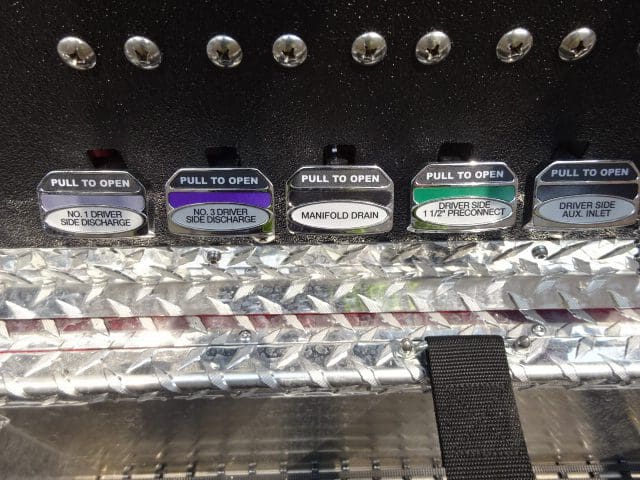 PULL TO OPEN
NO. 1 DRIVER
SIDE DISCHARGE
PULL TO OPEN
NO. 3 DRIVER
SIDE DISCHARGE
PULL TO OPEN
MANIFOLD DRAIN
PULL TO OPEN
DRIVER SIDE
1 1/2" PRECONNECT
PULL TO OPEN
DRIVER SIDE
AUX. INLET